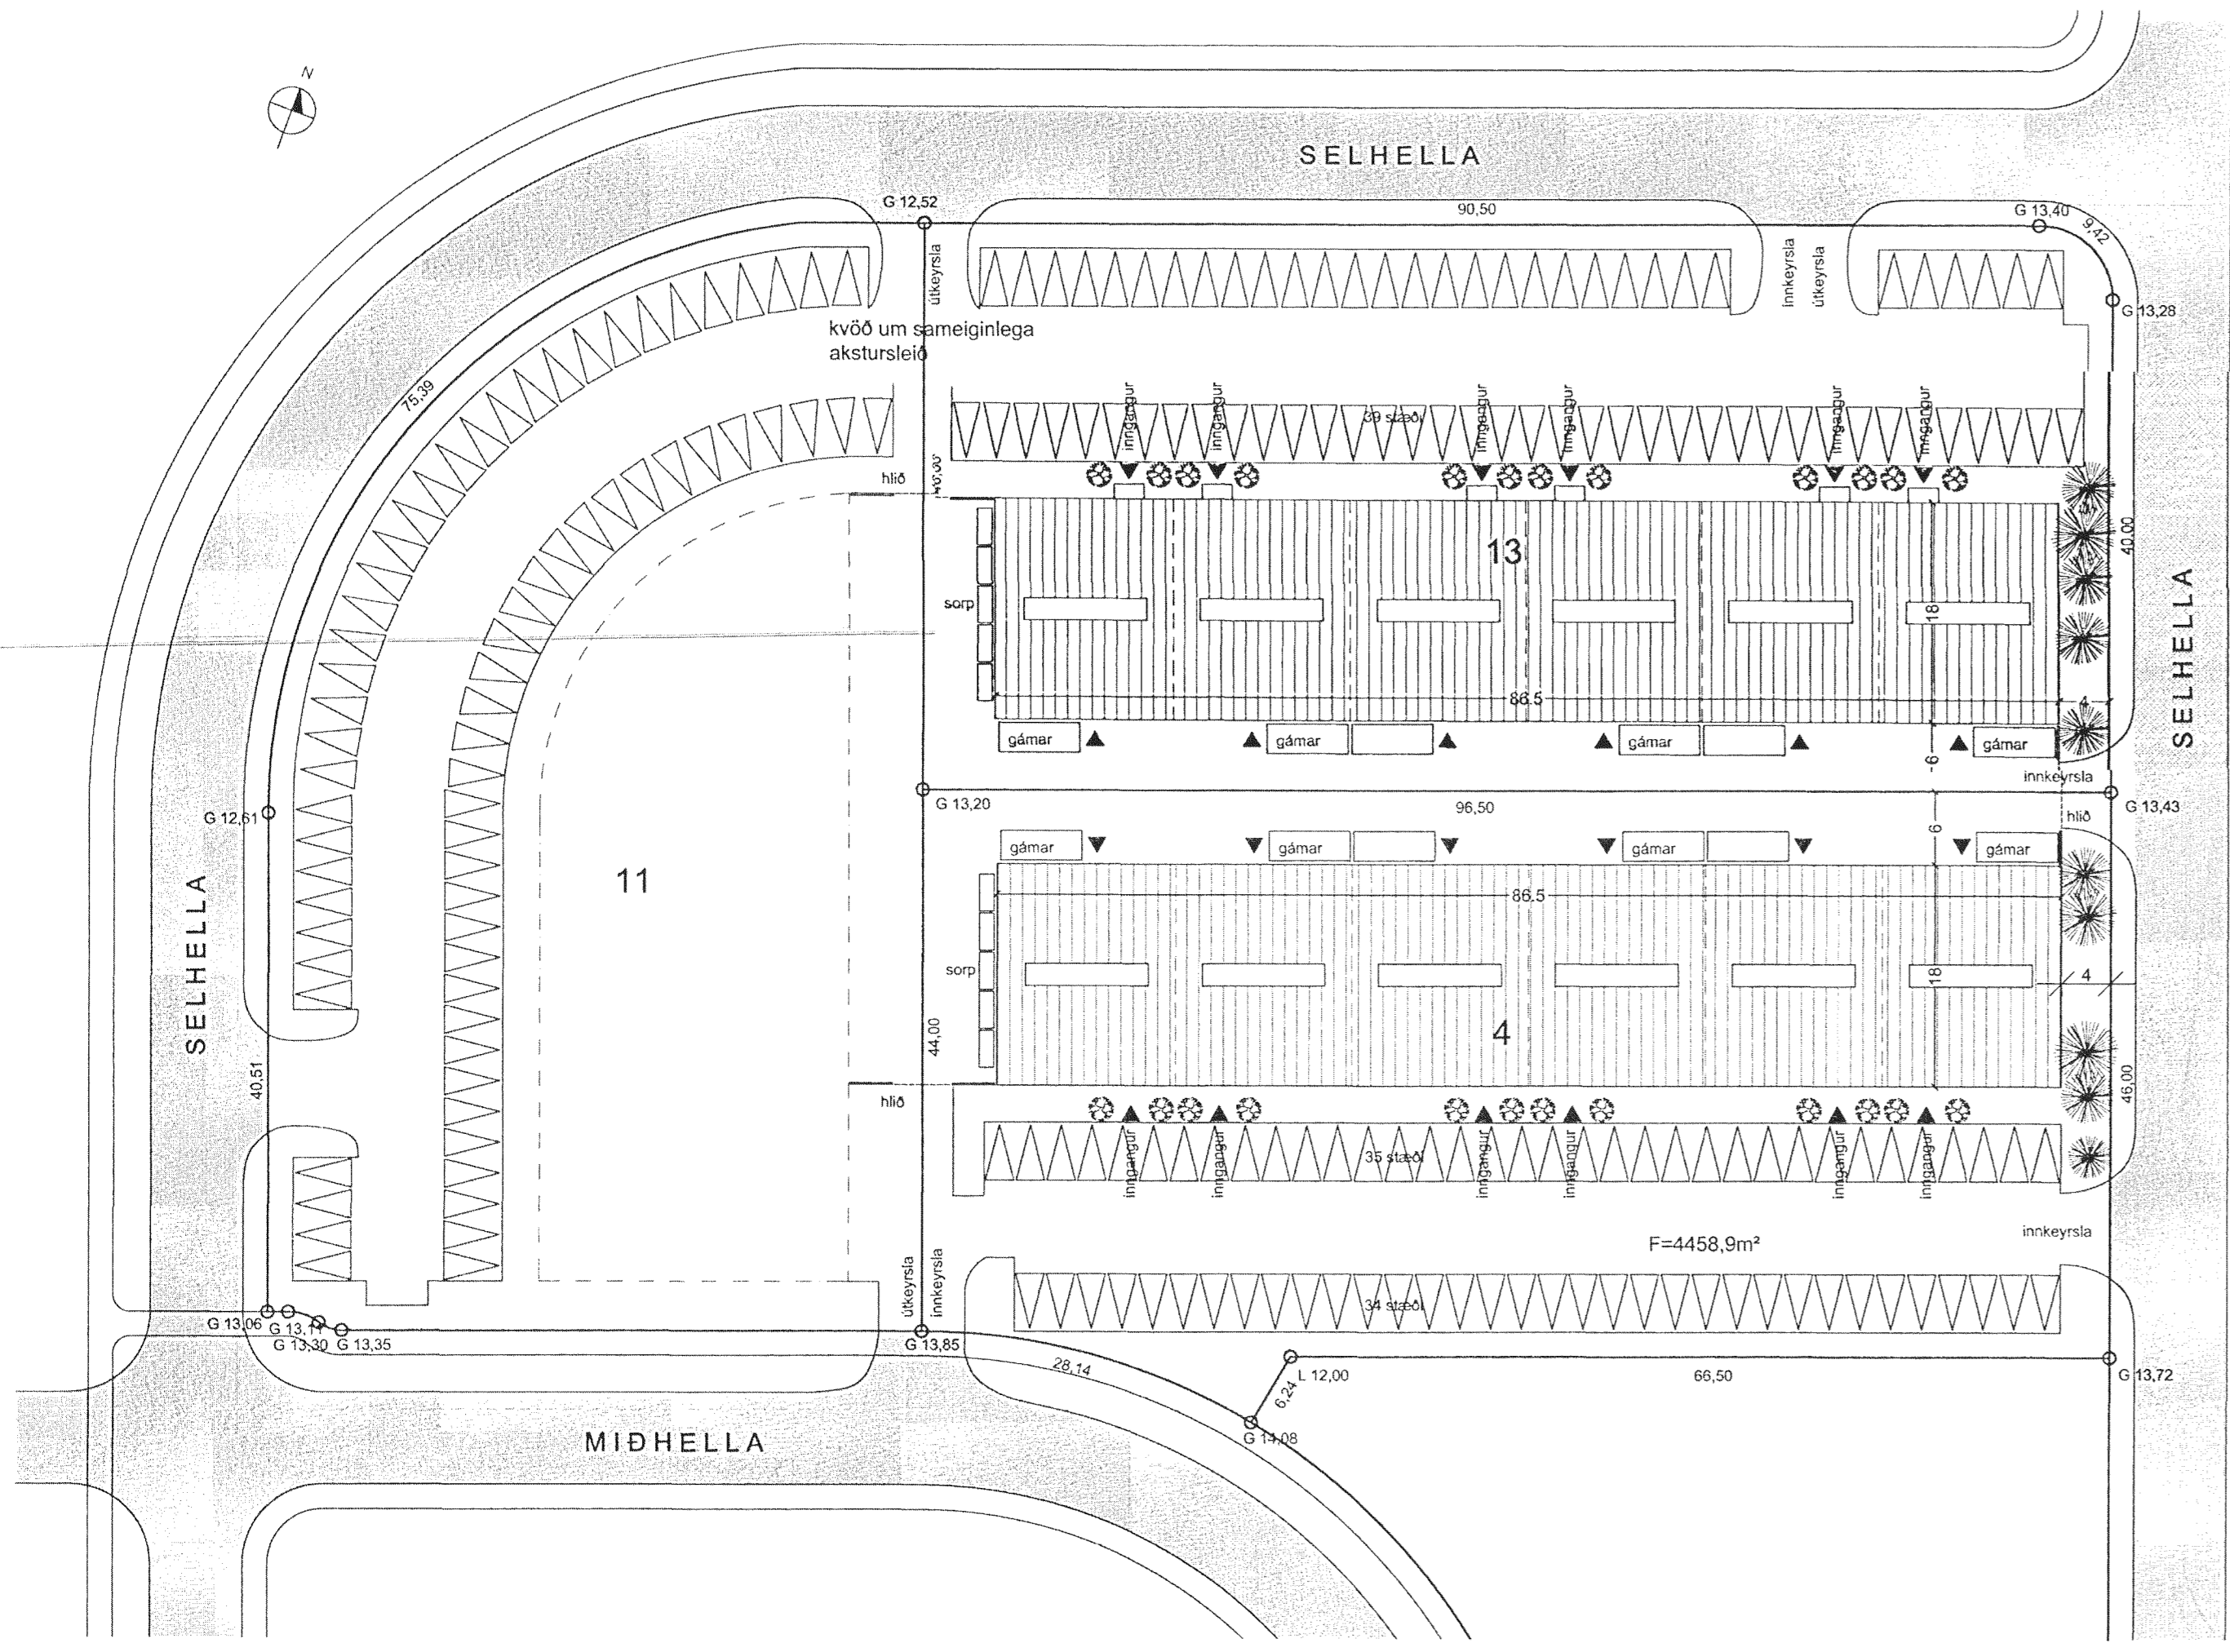 N
SELHELLA
G 12,52
90,50
G 13,40
9,42
útkeyrsla
innkeyrsla
útkeyrsla
G 13,28
kvöð um sameiginlega
akstursleið
75,39
inngangur
inngangur
39 stæði
inngangur
inngangur
inngangur
inngangur
hlið
13
40,00
sorp
18
SELHELLA
86,5
4
gámar
gámar
gámar
gámar
6
innkeyrsla
G 13,20
96,50
G 13,43
G 12,61
hlið
6
gámar
gámar
gámar
gámar
11
86,5
SELHELLA
sorp
18
4
4
44,00
40,51
46,00
hlið
inngangur
inngangur
35 stæði
inngangur
inngangur
inngangur
inngangur
F=4458,9m²
innkeyrsla
útkeyrsla
innkeyrsla
34 stæði
G 13,06
G 13,11
G 13,30
G 13,35
G 13,85
28,14
L 12,00
66,50
G 13,72
6,24
G 14,08
MIÐHELLA